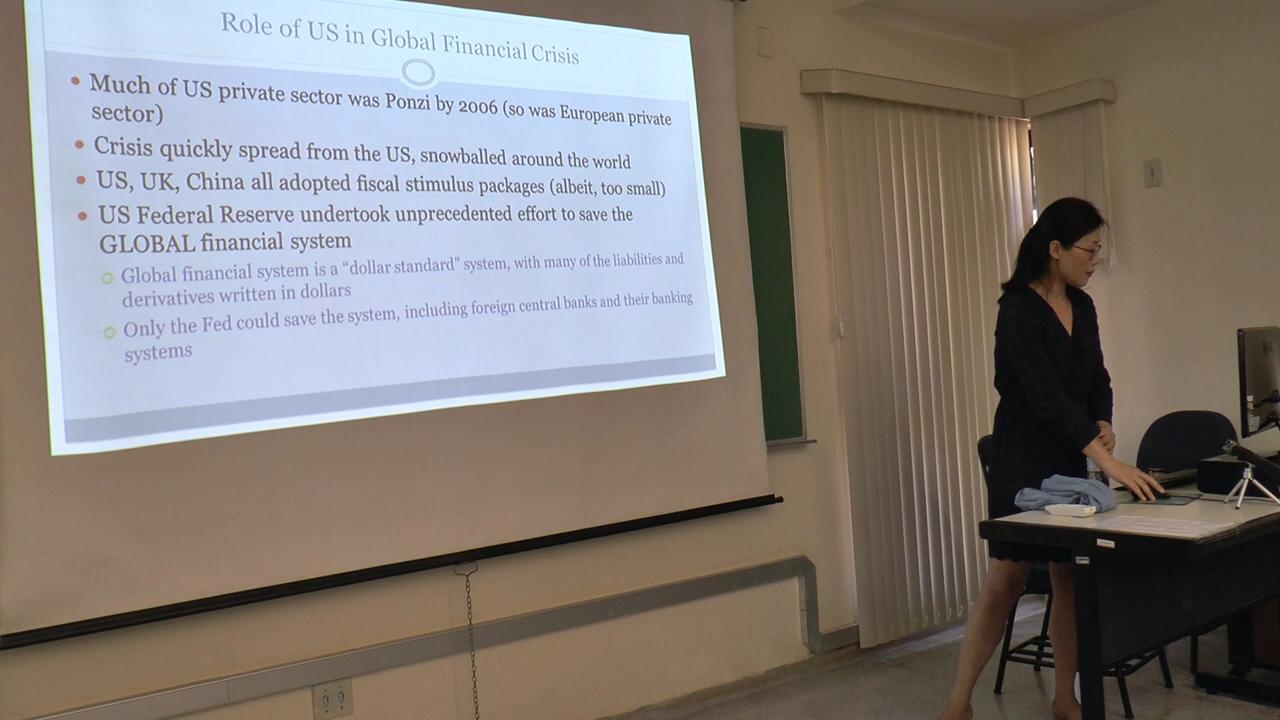 Role of US in Global Financial Crisis
Much of US private sector was Ponzi by 2006 (so was European private
sector)
Crisis quickly spread from the US, snowballed around the world
US, UK, China all adopted fiscal stimulus packages (albeit, too small)
US Federal Reserve undertook unprecedented effort to save the
GLOBAL financial system
Global financial system is a “dollar standard” system, with many of the liabilities and
derivatives written in dollars
Only the Fed could save the system, including foreign central banks and their banking
systems